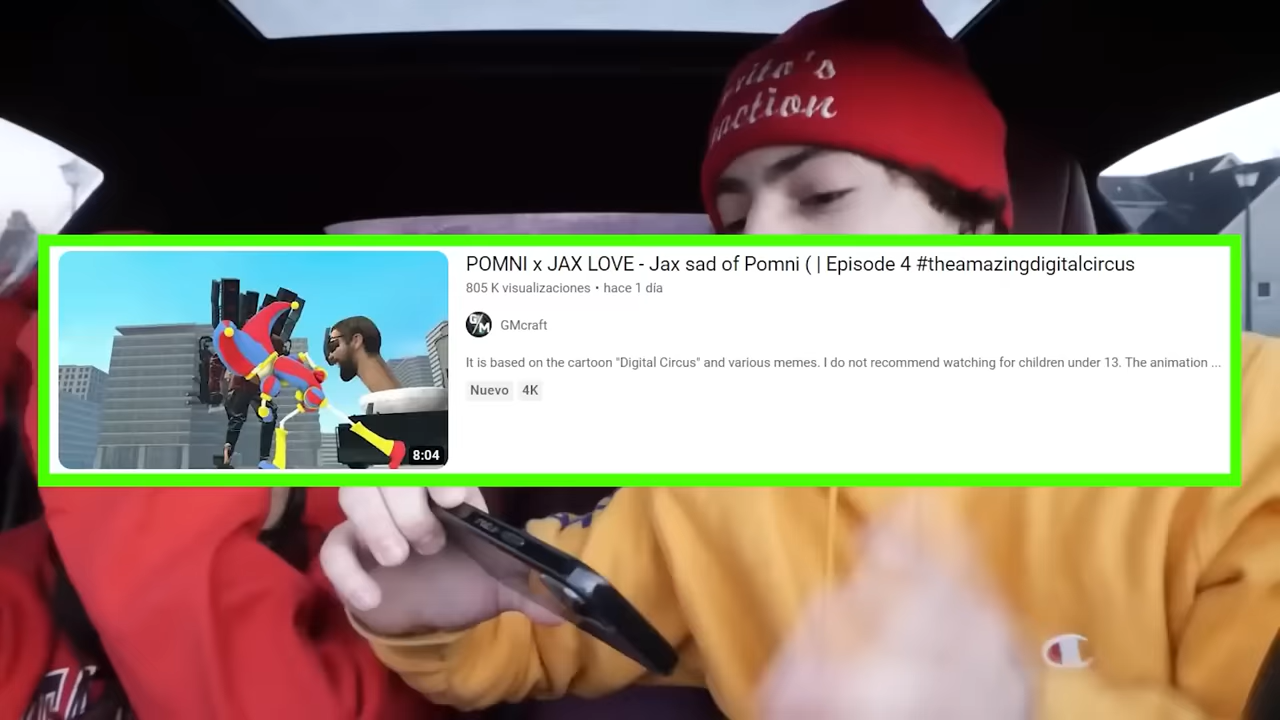 action
POMNI x JAX LOVE - Jax sad of Pomni ( | Episode 4 #theamazingdigitalcircus
805 K visualizaciones • hace 1 día
G/M GMcraft
It is based on the cartoon "Digital Circus" and various memes. I do not recommend watching for children under 13. The animation ...
Nuevo 4K
8:04